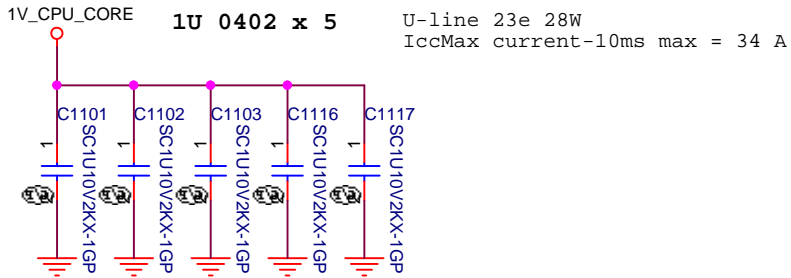 1V_CPU_CORE
1U 0402 x 5
U-line 23e 28W
IccMax current-10ms max = 34 A
C1101
C1102
C1103
C1116
C1117
1
1
1
1
1
SC1U10V2KX-1GP
SC1U10V2KX-1GP
SC1U10V2KX-1GP
SC1U10V2KX-1GP
SC1U10V2KX-1GP